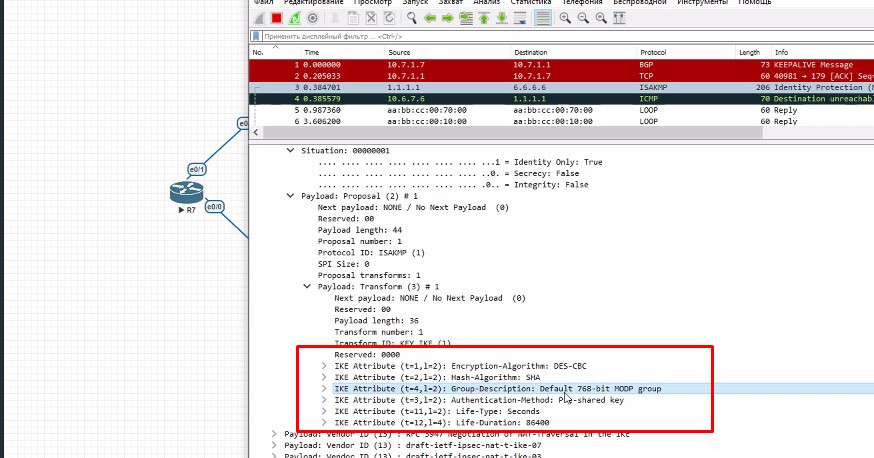 Файл Редактирование Просмотр Запуск Захват Анализ Статистика Телефония Беспроводной Инструменты Помощь
Применить дисплейный фильтр ... <Ctrl-/>
No. Time Source Destination Protocol Length Info
1 0.000000 10.7.1.7 10.7.1.1 BGP 73 KEEPALIVE Message
2 0.205033 10.7.1.1 10.7.1.7 TCP 60 40981 → 179 [ACK] Seq=
3 0.384701 1.1.1.1 6.6.6.6 ISAKMP 206 Identity Protection (M
4 0.385579 10.6.7.6 1.1.1.1 ICMP 70 Destination unreachab
5 0.987360 aa:bb:cc:00:70:00 aa:bb:cc:00:70:00 LOOP 60 Reply
6 3.606200 aa:bb:cc:00:10:00 aa:bb:cc:00:10:00 LOOP 60 Reply
e0
e0/1
R7
e0/0
Situation: 00000001
.... .... .... .... .... .... .... ...1 = Identity Only: True
.... .... .... .... .... .... .... ..0. = Secrecy: False
.... .... .... .... .... .... .... .0.. = Integrity: False
Payload: Proposal (2) # 1
Next payload: NONE / No Next Payload (0)
Reserved: 00
Payload length: 44
Proposal number: 1
Protocol ID: ISAKMP (1)
SPI Size: 0
Proposal transforms: 1
Payload: Transform (3) # 1
Next payload: NONE / No Next Payload (0)
Reserved: 00
Payload length: 36
Transform number: 1
Transform ID: KEY_IKE (1)
Reserved: 0000
IKE Attribute (t=1,l=2): Encryption-Algorithm: DES-CBC
IKE Attribute (t=2,l=2): Hash-Algorithm: SHA
IKE Attribute (t=4,l=2): Group-Description: Default 768-bit MODP group
IKE Attribute (t=3,l=2): Authentication-Method: Pre-shared key
IKE Attribute (t=11,l=2): Life-Type: Seconds
IKE Attribute (t=12,l=4): Life-Duration: 86400
Payload: Vendor ID (13) : RFC 3947 Negotiation of NAT-Traversal in the IKE
Payload: Vendor ID (13) : draft-ietf-ipsec-nat-t-ike-07
Payload: Vendor ID (13) : draft-ietf-ipsec-nat-t-ike-03